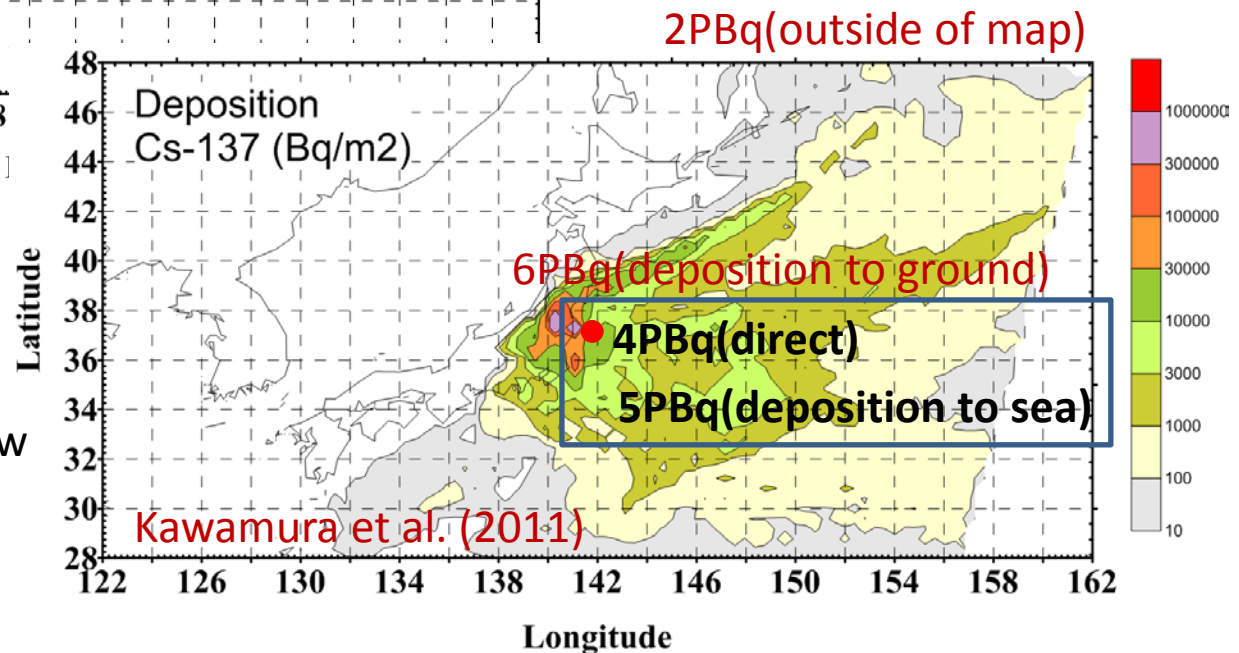 2PBq(outside of map)
Deposition
Cs-137 (Bq/m2)
6PBq(deposition to ground)
4PBq(direct)
5PBq(deposition to sea)
Kawamura et al. (2011)
Latitude
48
46
44
42
40
38
36
34
32
30
28
122 126 130 134 138 142 146 150 154 158 162
Longitude
1000000
300000
100000
30000
10000
3000
1000
100
10
w